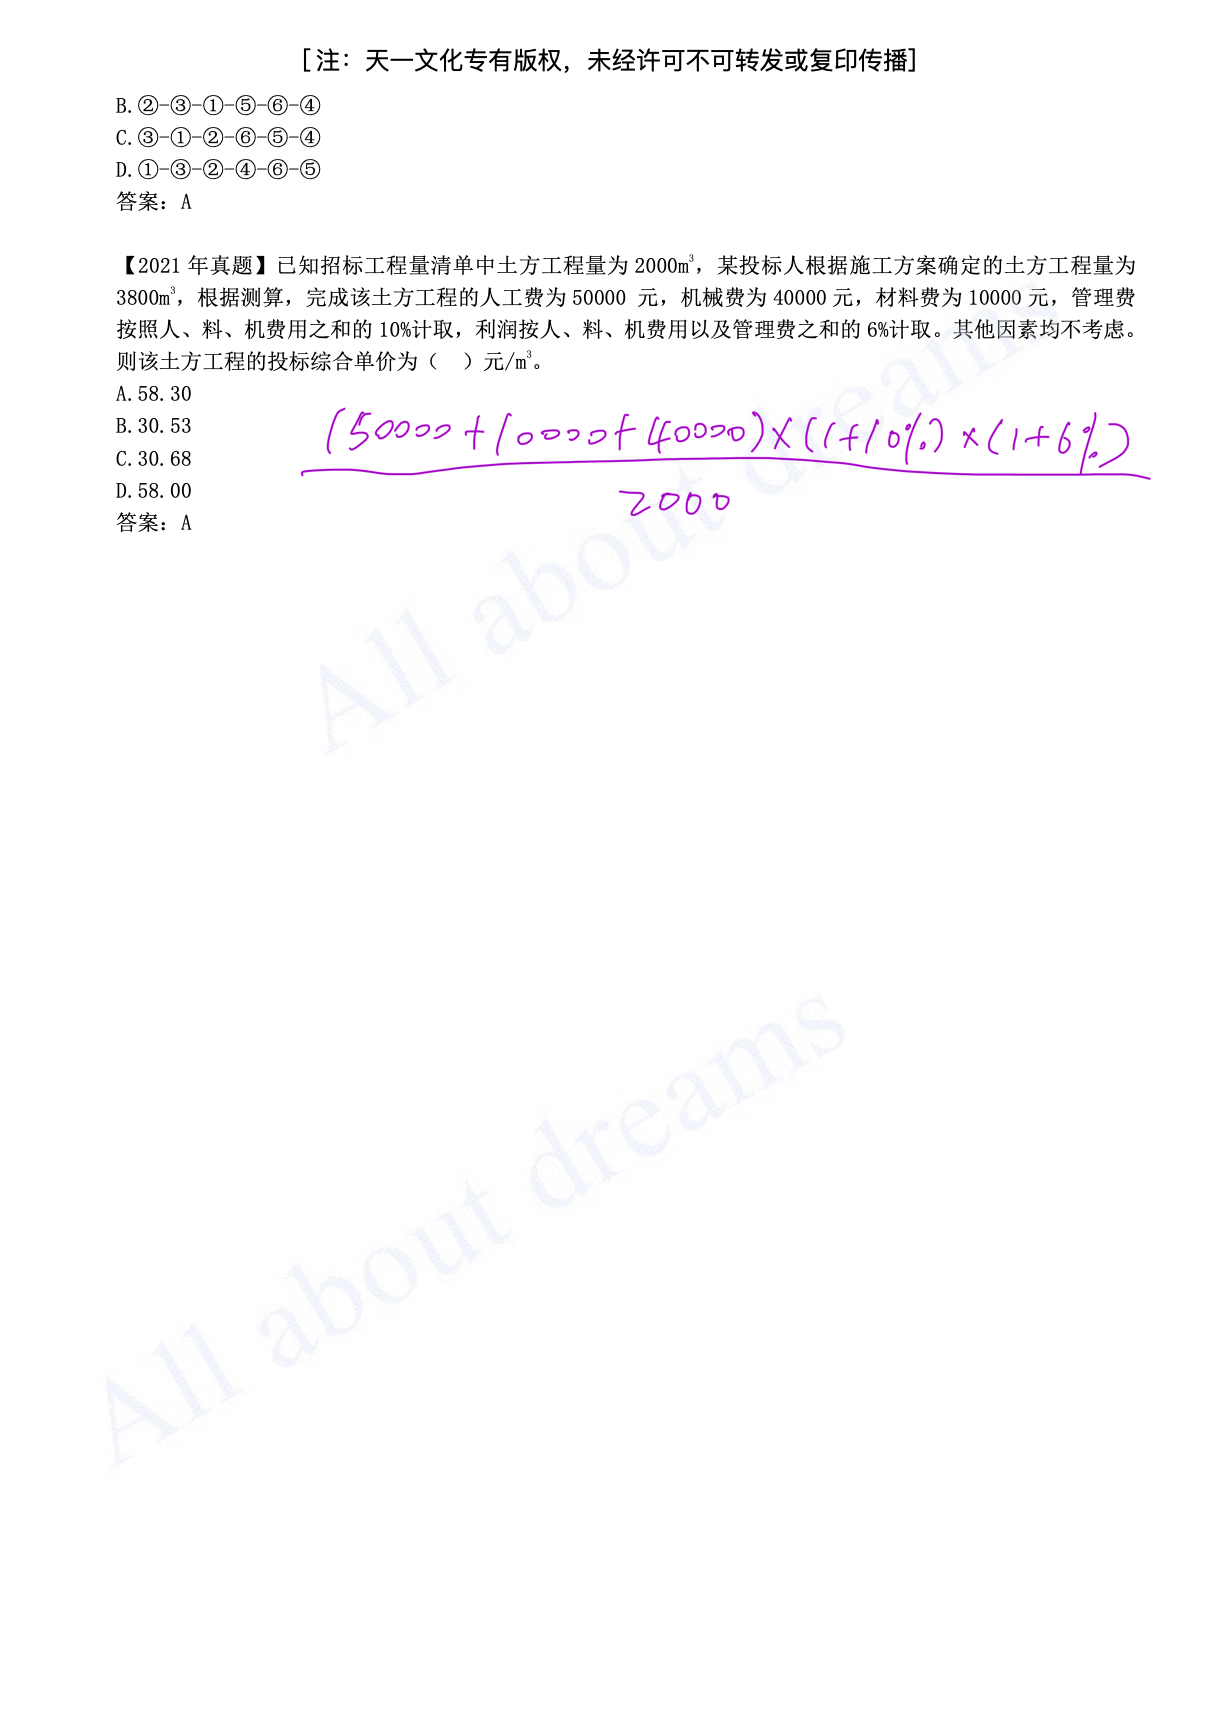 [注：天一文化专有版权，未经许可不可转发或复印传播]
B.②-③-①-⑤-⑥-④
C.③-①-②-⑥-⑤-④
D.①-③-②-④-⑥-⑤
答案：A
【2021 年真题】已知招标工程量清单中土方工程量为 2000m³，某投标人根据施工方案确定的土方工程量为
3800m³，根据测算，完成该土方工程的人工费为 50000 元，机械费为 40000 元，材料费为 10000 元，管理费
按照人、料、机费用之和的 10%计取，利润按人、料、机费用以及管理费之和的 6%计取。其他因素均不考虑。
则该土方工程的投标综合单价为（ ）元/m³。
A.58.30
B.30.53
C.30.68
D.58.00
答案：A
(50000+10000+40000)×(1+10%)×(1+6%)
2000
All about dreams
All about dreams